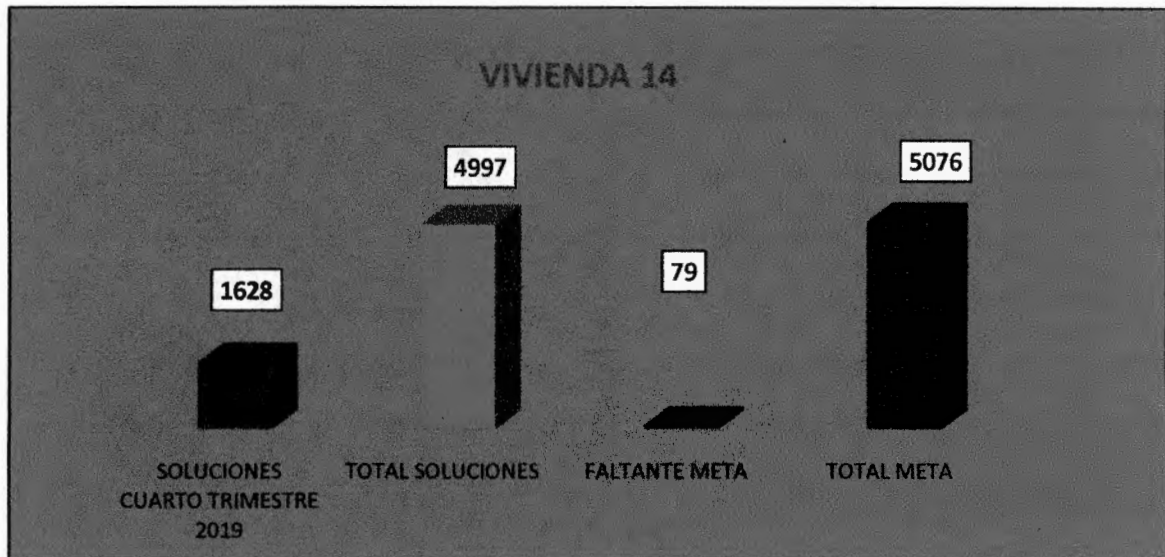 VIVIENDA 14
1628
4997
79
5076
SOLUCIONES
CUARTO TRIMESTRE
2019
TOTAL SOLUCIONES
FALTANTE META
TOTAL META